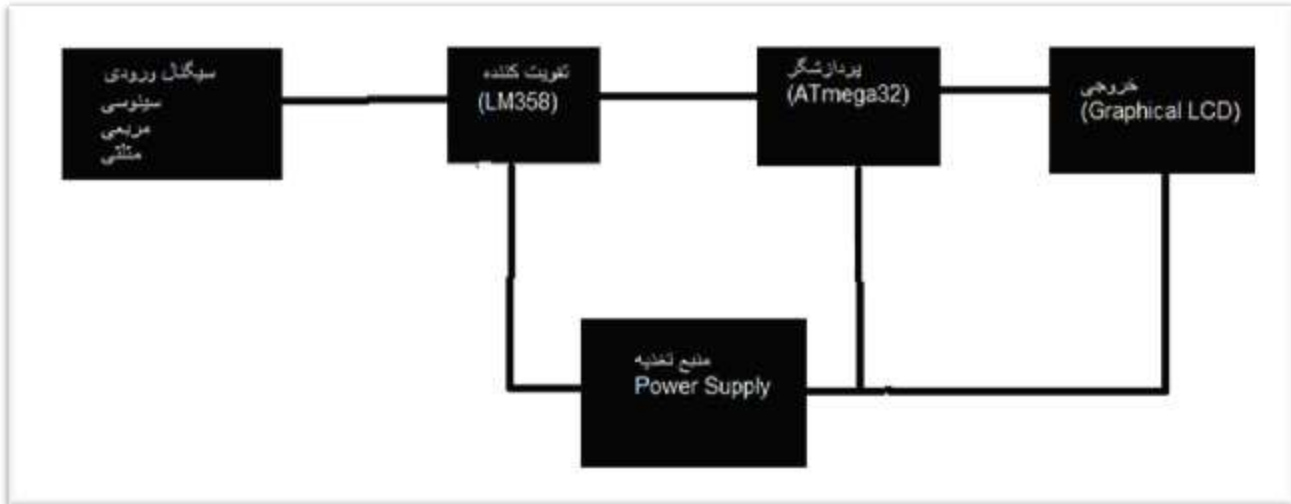 سیگنال ورودی
سینوسی
مربعی
مثلثی
تقویت کننده
(LM358)
پردازشگر
(ATmega32)
خروجی
(Graphical LCD)
منبع تغذیه
Power Supply